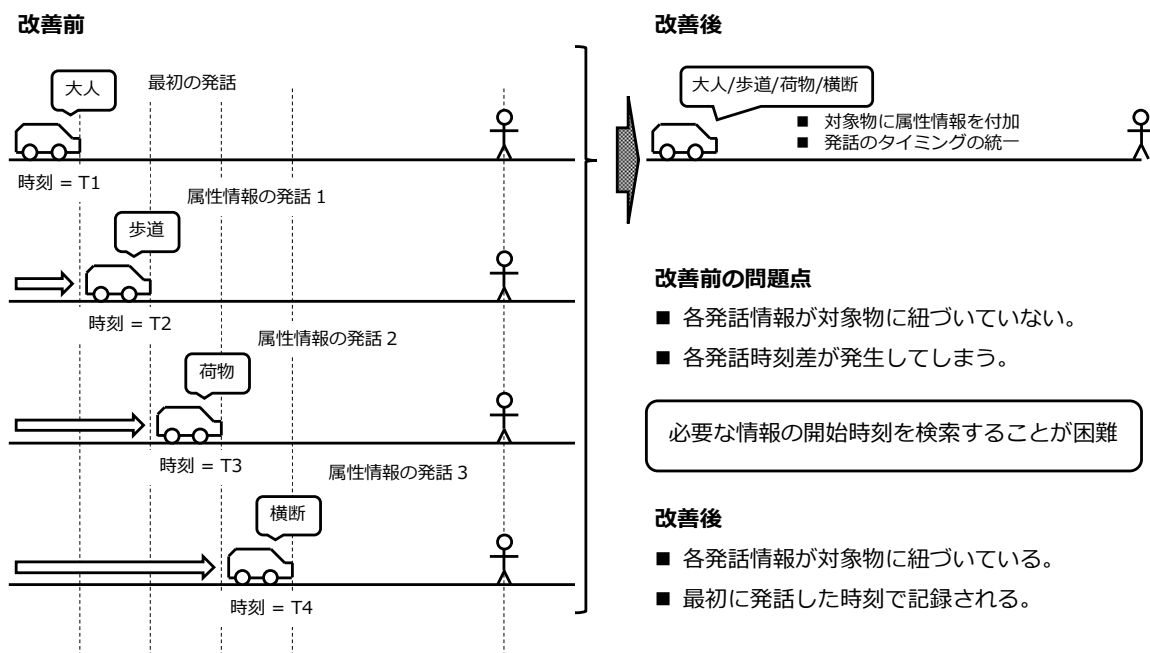 改善前
大人
最初の発話
時刻 = T1
属性情報の発話 1
歩道
時刻 = T2
属性情報の発話 2
荷物
時刻 = T3
属性情報の発話 3
横断
時刻 = T4
改善後
大人/歩道/荷物/横断
■ 対象物に属性情報を付加
■ 発話のタイミングの統一
改善前の問題点
■ 各発話情報が対象物に紐づいていない。
■ 各発話時刻差が発生してしまう。
必要な情報の開始時刻を検索することが困難
改善後
■ 各発話情報が対象物に紐づいている。
■ 最初に発話した時刻で記録される。